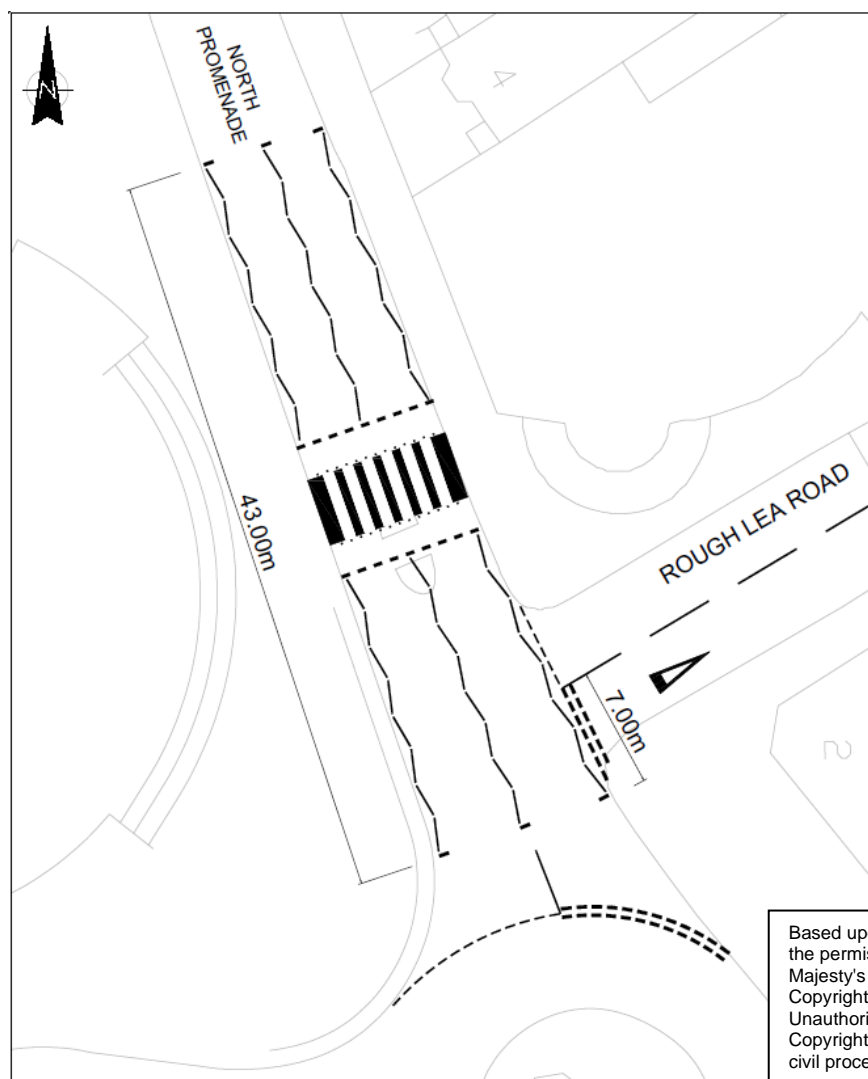 NORTH
PROMENADE
N
4
43.00m
ROUGH LEA ROAD
7.00m
2
Based up
the permis
Majesty's
Copyright
Unauthori
Copyright
civil proce